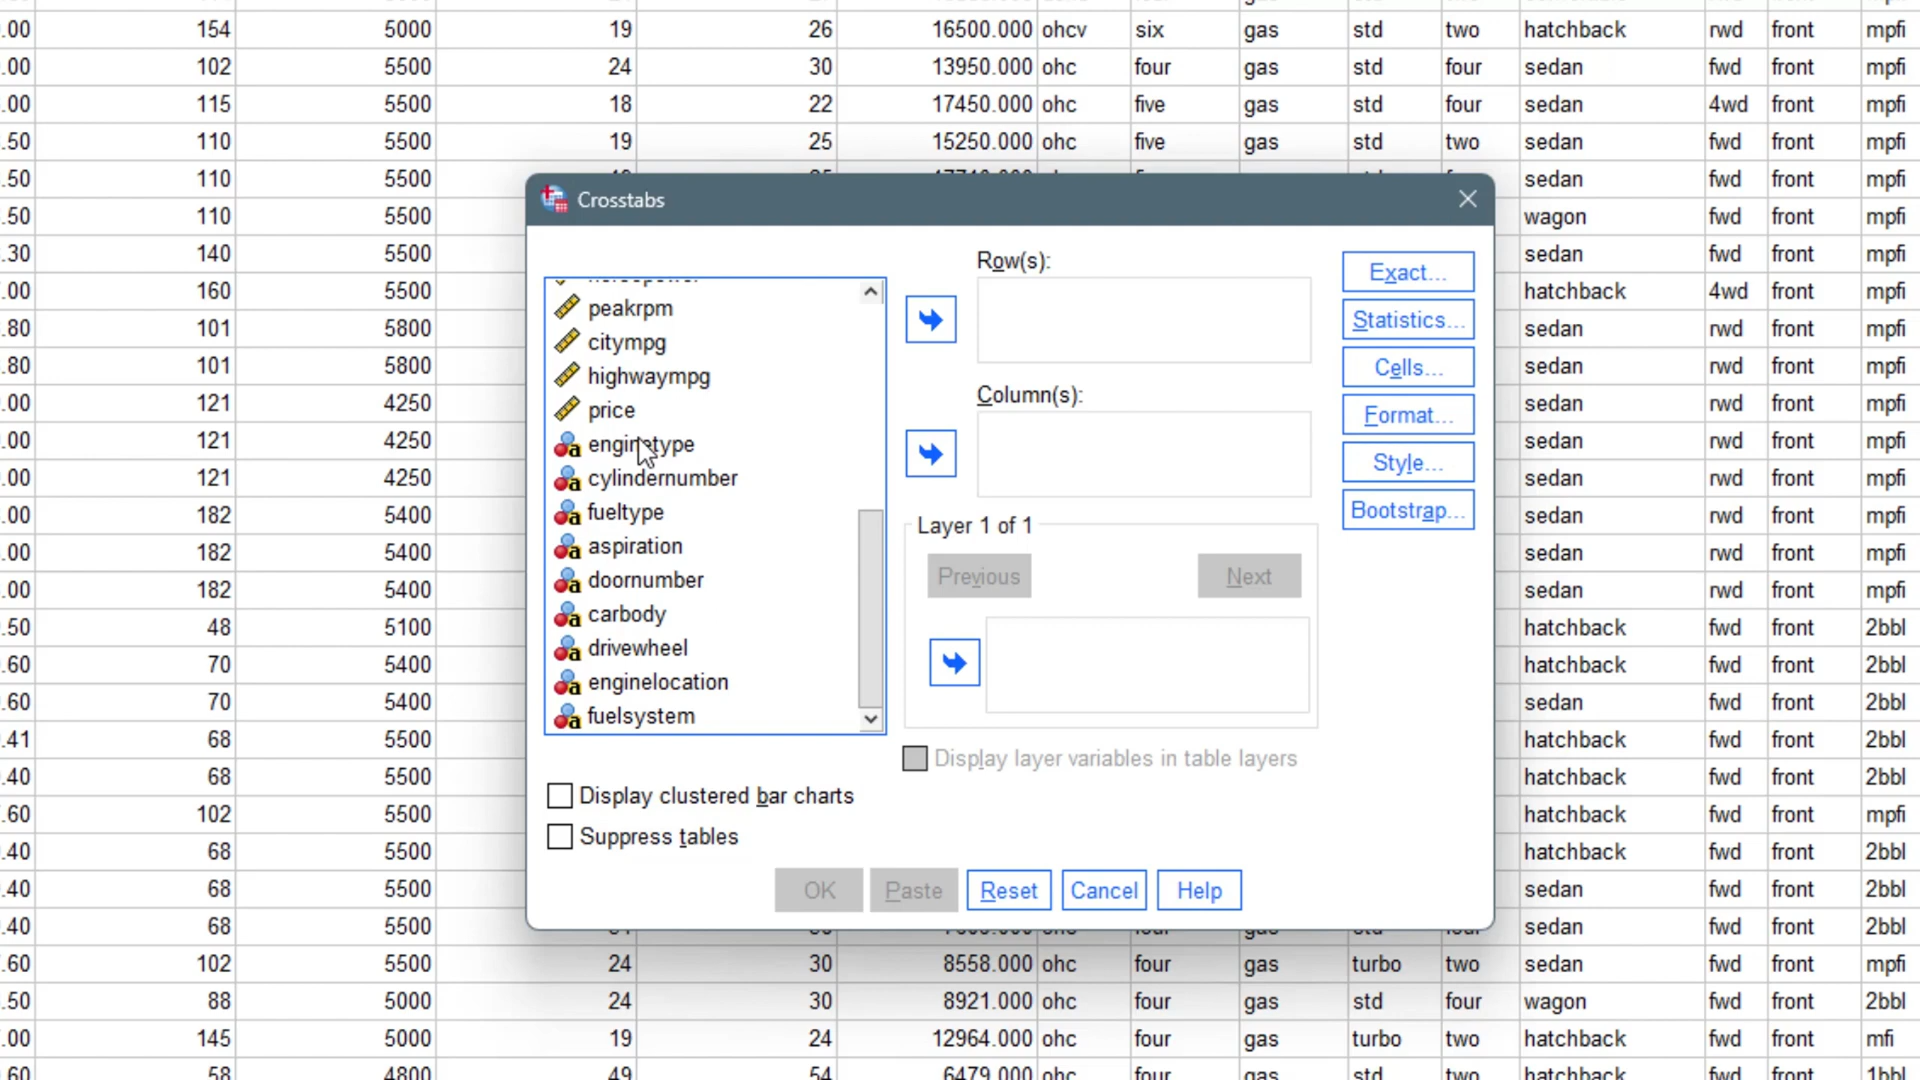 .00 154 5000 19 26 16500.000 ohcv six gas std two hatchback rwd front mpfi
.00 102 5500 24 30 13950.000 ohc four gas std four sedan fwd front mpfi
.00 115 5500 18 22 17450.000 ohc five gas std four sedan 4wd front mpfi
.50 110 5500 19 25 15250.000 ohc five gas std two sedan fwd front mpfi
.50 110 5500 sedan fwd front mpfi
.50 110 5500 wagon fwd front mpfi
.30 140 5500 sedan fwd front mpfi
.00 160 5500 hatchback 4wd front mpfi
.80 101 5800 sedan rwd front mpfi
.80 101 5800 sedan rwd front mpfi
.00 121 4250 sedan rwd front mpfi
.00 121 4250 sedan rwd front mpfi
.00 121 4250 sedan rwd front mpfi
.00 182 5400 sedan rwd front mpfi
.00 182 5400 sedan rwd front mpfi
.00 182 5400 sedan rwd front mpfi
.50 48 5100 hatchback fwd front 2bbl
.60 70 5400 hatchback fwd front 2bbl
.60 70 5400 sedan fwd front 2bbl
.41 68 5500 hatchback fwd front 2bbl
.40 68 5500 hatchback fwd front 2bbl
.60 102 5500 hatchback fwd front mpfi
.40 68 5500 hatchback fwd front 2bbl
.40 68 5500 sedan fwd front 2bbl
.40 68 5500 sedan fwd front 2bbl
.60 102 5500 24 30 8558.000 ohc four gas turbo two sedan fwd front mpfi
.50 88 5000 24 30 8921.000 ohc four gas std four wagon fwd front 2bbl
.00 145 5000 19 24 12964.000 ohc four gas turbo two hatchback fwd front mfi
.60 58 4800 49 54 6479.000 ohc four gas std two hatchback fwd front 1bbl
Crosstabs
peakrpm
citympg
highwaympg
price
enginetype
cylindernumber
fueltype
aspiration
doornumber
carbody
drivewheel
enginelocation
fuelsystem
Row(s):
Column(s):
Layer 1 of 1
Previous Next
Display layer variables in table layers
Exact...
Statistics...
Cells...
Format...
Style...
Bootstrap...
Display clustered bar charts
Suppress tables
OK Paste Reset Cancel Help